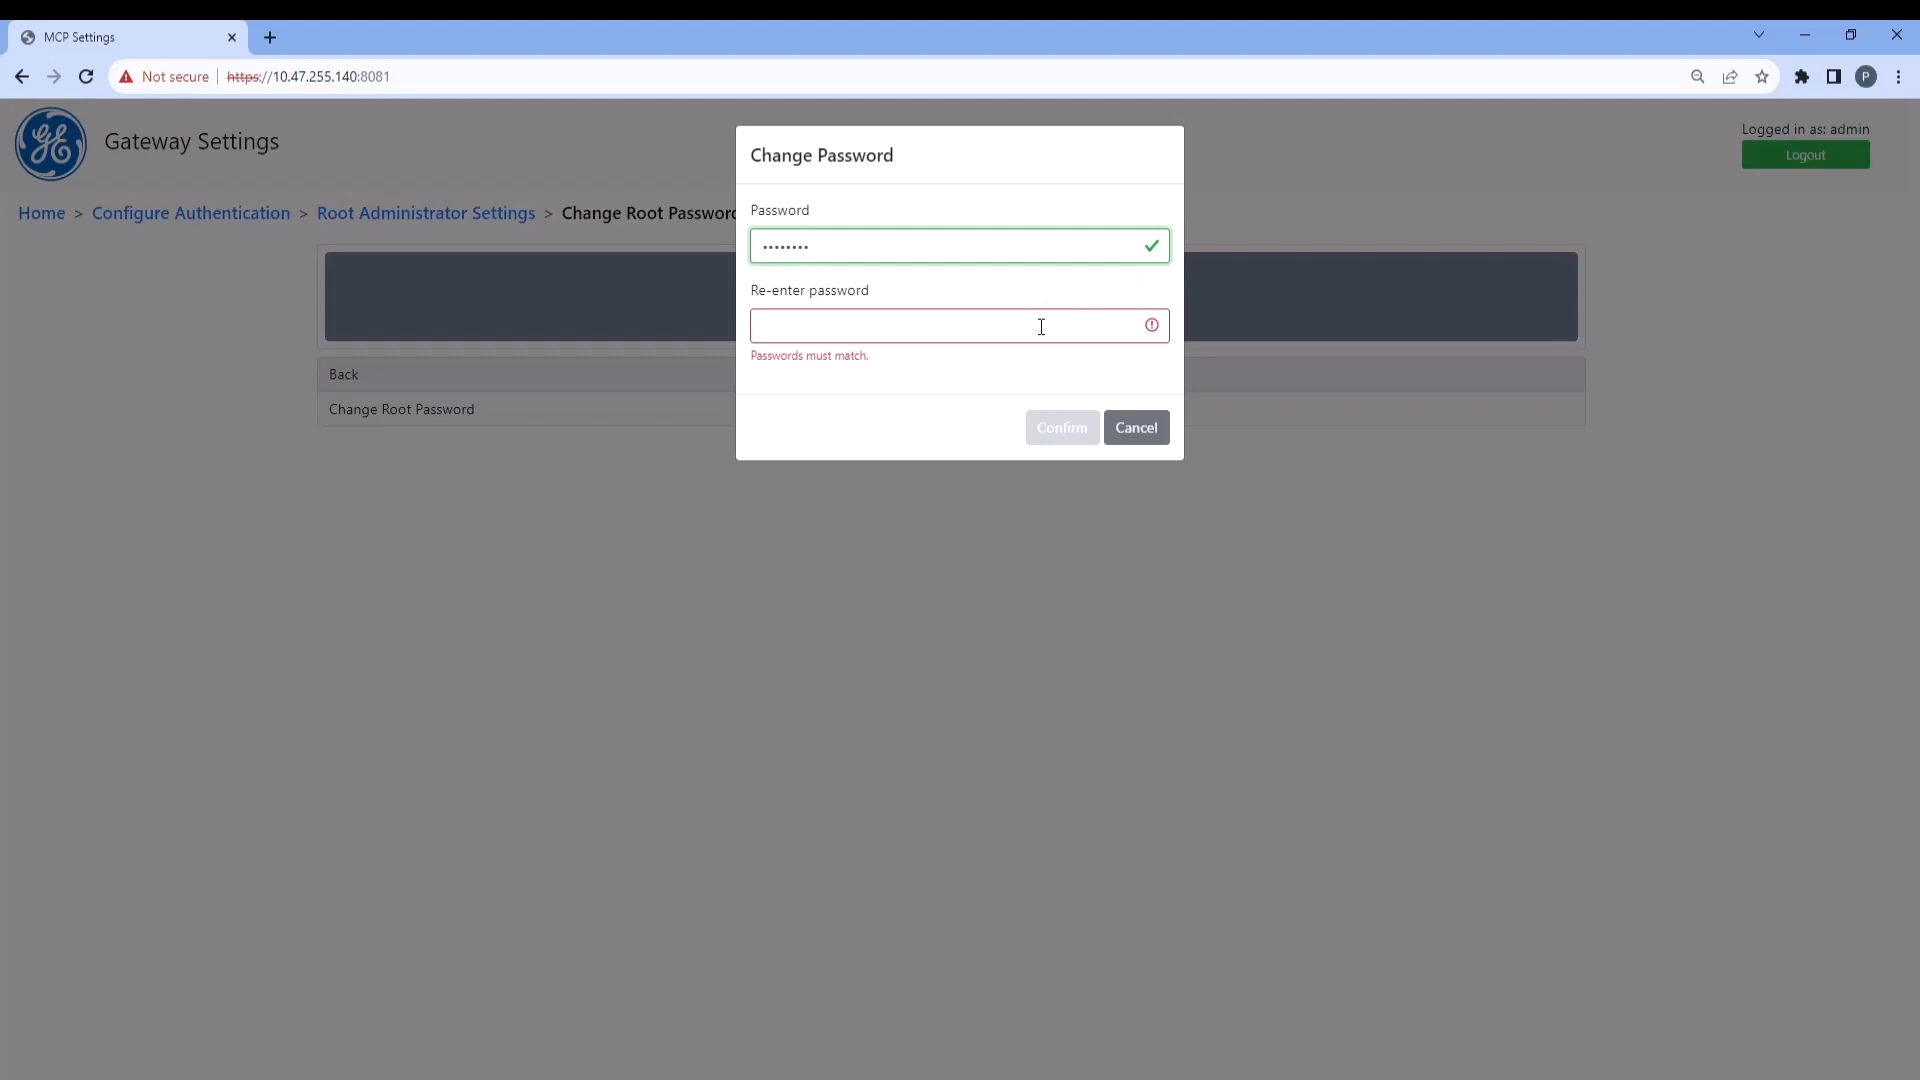 MCP Settings
Not secure https://10.47.255.140:8081
P
Gateway Settings
Logged in as: admin
Logout
Home > Configure Authentication > Root Administrator Settings > Change Root Password
Back
Change Root Password
Change Password
Password
••••••••
Re-enter password
Passwords must match.
Confirm Cancel